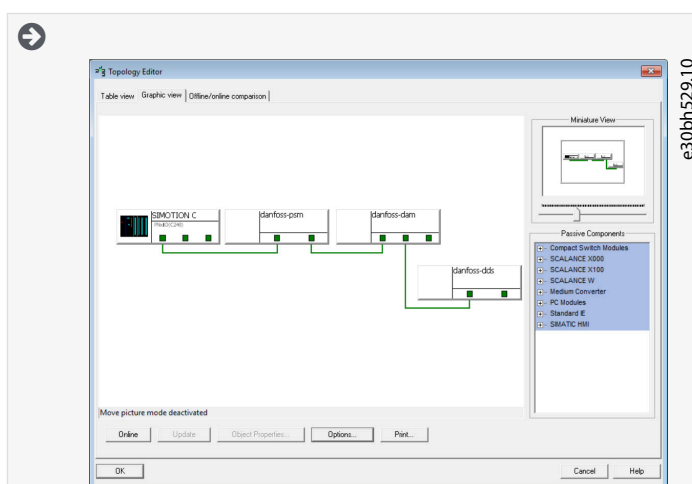 Topology Editor
Table view Graphic view Offline/online comparison
Miniature View
SIMOTION C
PNxIO(C240)
danfoss-psm
danfoss-dam
danfoss-dds
Passive Components
Compact Switch Modules
SCALANCE X000
SCALANCE X100
SCALANCE W
Medium Converter
PC Modules
Standard IE
SIMATIC HMI
Move picture mode deactivated
Online Update Object Properties... Options... Print...
OK Cancel Help
e30bh529.10